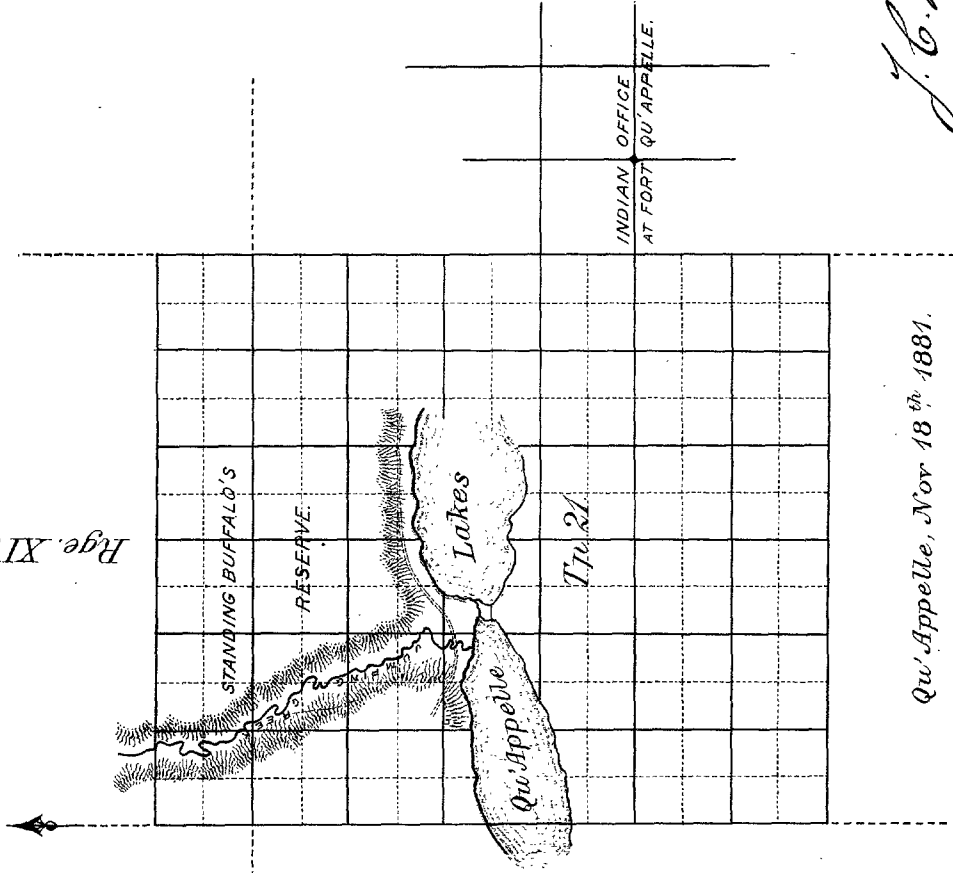 Rge. XI
STANDING BUFFALO'S
RESERVE.
Lakes
Qu'Appelle
Tp. 21
INDIAN OFFICE
AT FORT QU'APPELLE.
Qu'Appelle, Nov 18th 1881.
J. C.